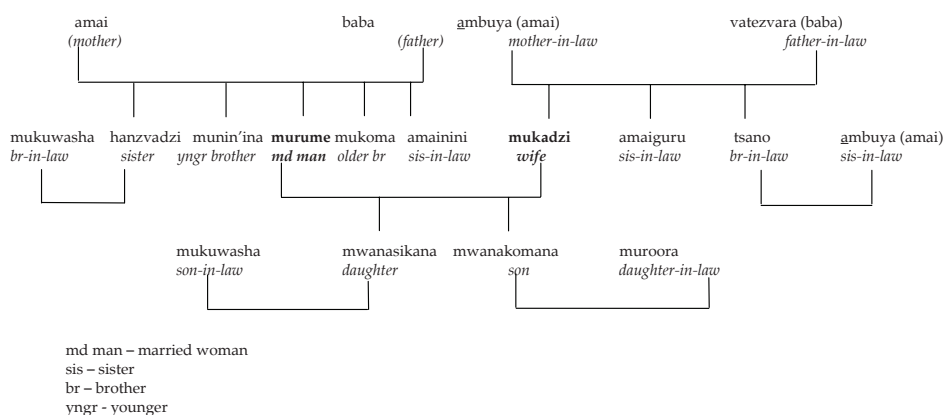 amai baba ambuya (amai) vatezvara (baba)
(mother) (father) mother-in-law father-in-law
mukuwasha hanzvadzi munin'ina murume mukoma amainini mukadzi amaiguru tsano ambuya (amai)
br-in-law sister yngr brother md man older br sis-in-law wife sis-in-law br-in-law sis-in-law
mukuwasha mwanasikana mwanakomana muroora
son-in-law daughter son daughter-in-law
md man – married woman
sis – sister
br – brother
yngr - younger